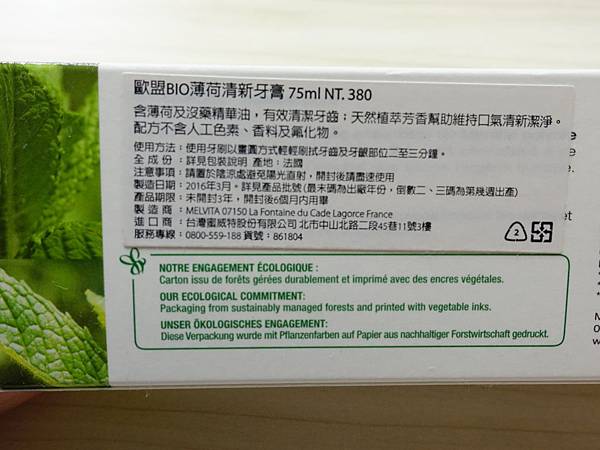 歐盟BIO薄荷清新牙膏 75ml NT. 380
含薄荷及沒藥精華油，有效清潔牙齒；天然植萃芳香幫助維持口氣清新潔淨。
配方不含人工色素、香料及氟化物。
使用方法：使用牙刷以畫圓方式輕輕刷拭牙齒及牙齦部位二至三分鐘。
全成份：詳見包裝說明 產地：法國
注意事項：請置於陰涼處避免陽光直射，開封後請盡速使用
製造日期：2016年3月。詳見產品批號(最末碼為出廠年份，倒數二、三碼為第幾週出產)
產品期限：未開封3年，開封後6個月內用畢
製造商：MELVITA 07150 La Fontaine du Cade Lagorce France
進口商：台灣蜜威特股份有限公司 北市中山北路二段45巷11號3樓
服務專線：0800-559-188 貨號：861804
2
NOTRE ENGAGEMENT ÉCOLOGIQUE :
Carton issu de forêts gérées durablement et imprimé avec des encres végétales.
OUR ECOLOGICAL COMMITMENT:
Packaging from sustainably managed forests and printed with vegetable inks.
UNSER ÖKOLOGISCHES ENGAGEMENT:
Diese Verpackung wurde mit Pflanzenfarben auf Papier aus nachhaltiger Forstwirtschaft gedruckt.